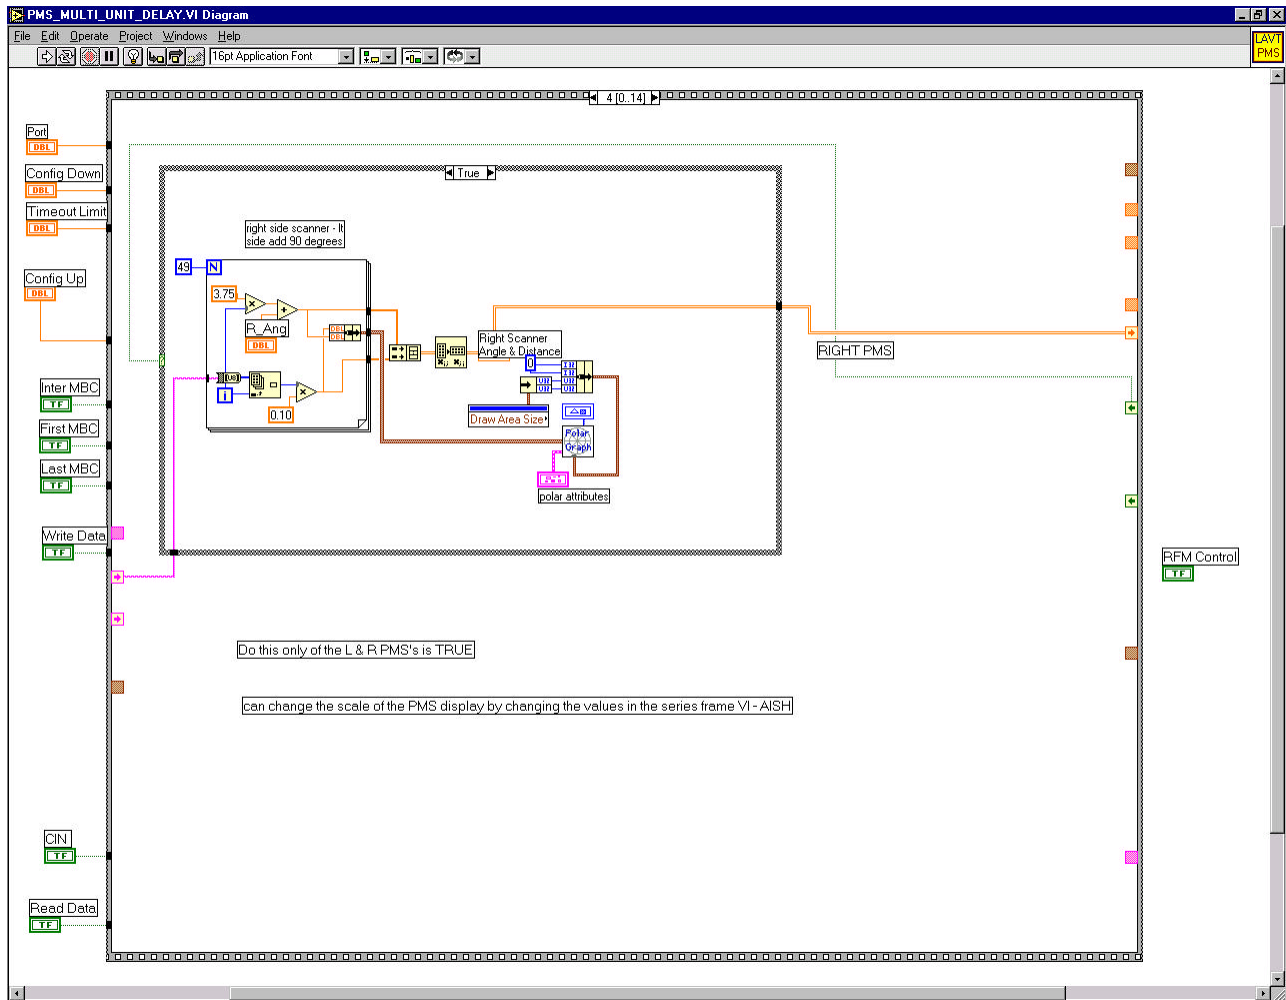 PMS_MULTI_UNIT_DELAY.VI Diagram
File Edit Operate Project Windows Help
16pt Application Font
LAVT
PMS
4 [0..14]
Port
DBL
Config Down
DBL
Timeout Limit
DBL
Config Up
DBL
Inter MBC
TF
First MBC
TF
Last MBC
TF
Write Data
TF
CIN
TF
Read Data
TF
True
right side scanner - lt
side add 90 degrees
49
N
3.75
R_Ang
DBL
DBL
DBL
U8
i
0.10
Right Scanner
Angle & Distance
0
Draw Area Size
Polar
Graph
polar attributes
RIGHT PMS
RFM Control
TF
Do this only of the L & R PMS's is TRUE
can change the scale of the PMS display by changing the values in the series frame VI - AISH